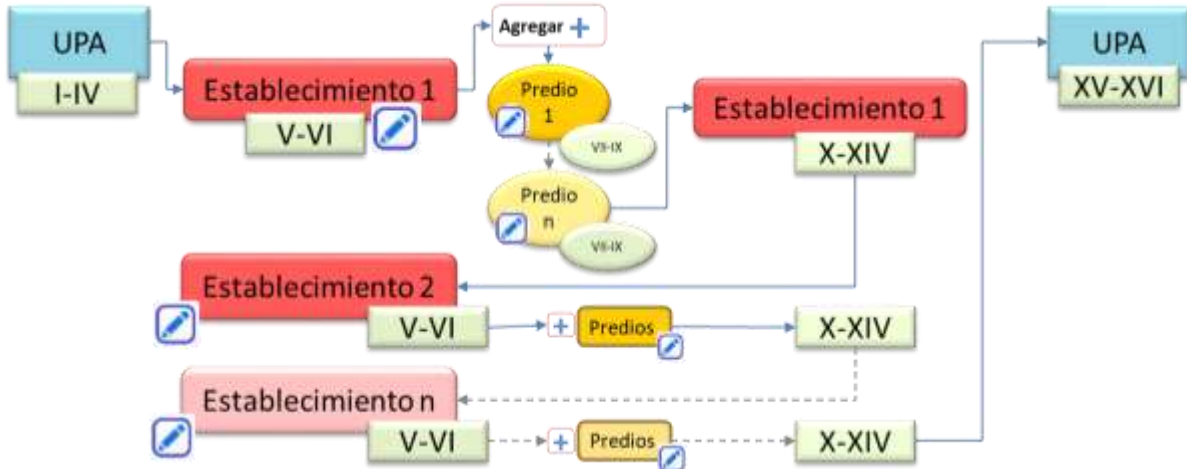 UPA
I-IV
Establecimiento 1
V-VI
Agregar +
Predio
1
VII-IX
Predio
n
VII-IX
Establecimiento 1
X-XIV
UPA
XV-XVI
Establecimiento 2
V-VI
+ Predios
X-XIV
Establecimiento n
V-VI
+ Predios
X-XIV